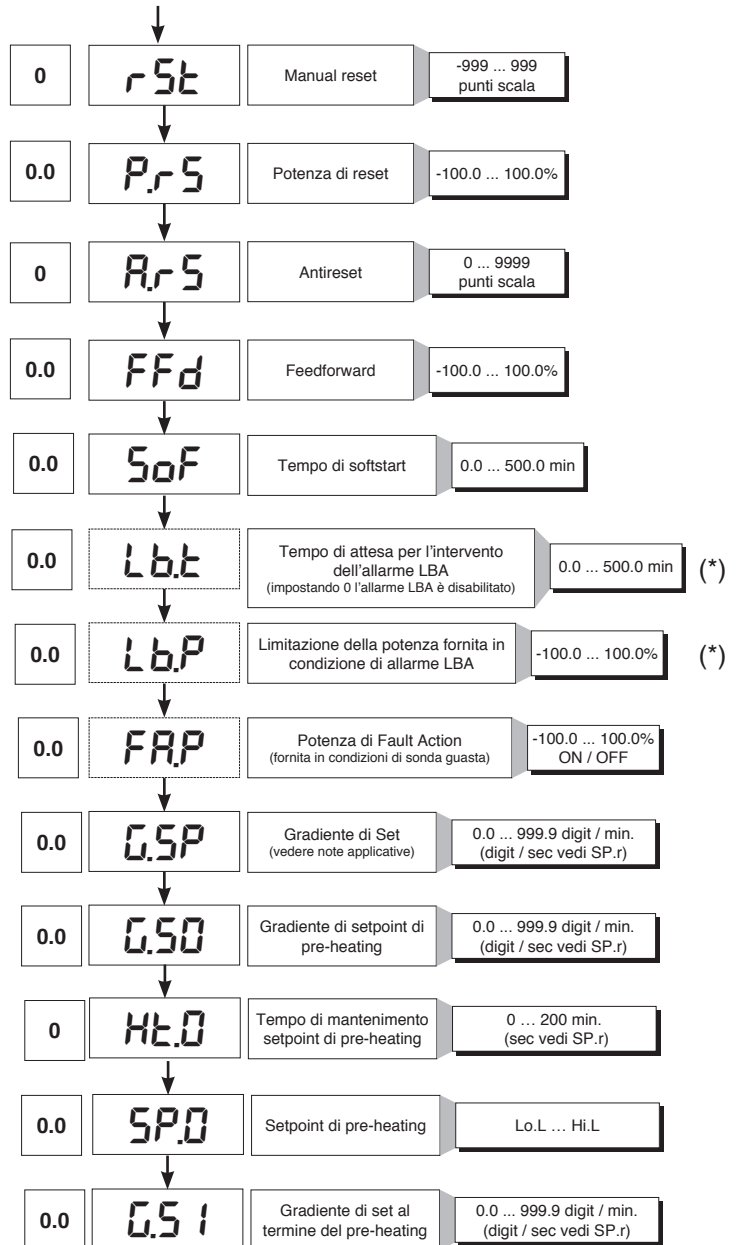 0
rSt
Manual reset
-999 ... 999
punti scala
0.0
P.rS
Potenza di reset
-100.0 ... 100.0%
0
A.rS
Antireset
0 ... 9999
punti scala
0.0
FFd
Feedforward
-100.0 ... 100.0%
0.0
SoF
Tempo di softstart
0.0 ... 500.0 min
0.0
Lb.t
Tempo di attesa per l'intervento
dell'allarme LBA
(impostando 0 l'allarme LBA è disabilitato)
0.0 ... 500.0 min
(*)
0.0
Lb.P
Limitazione della potenza fornita in
condizione di allarme LBA
-100.0 ... 100.0%
(*)
0.0
FA.P
Potenza di Fault Action
(fornita in condizioni di sonda guasta)
-100.0 ... 100.0%
ON / OFF
0.0
G.SP
Gradiente di Set
(vedere note applicative)
0.0 ... 999.9 digit / min.
(digit / sec vedi SP.r)
0.0
G.S0
Gradiente di setpoint di
pre-heating
0.0 ... 999.9 digit / min.
(digit / sec vedi SP.r)
0
Ht.0
Tempo di mantenimento
setpoint di pre-heating
0 … 200 min.
(sec vedi SP.r)
0.0
SP.0
Setpoint di pre-heating
Lo.L … Hi.L
0.0
G.S1
Gradiente di set al
termine del pre-heating
0.0 ... 999.9 digit / min.
(digit / sec vedi SP.r)